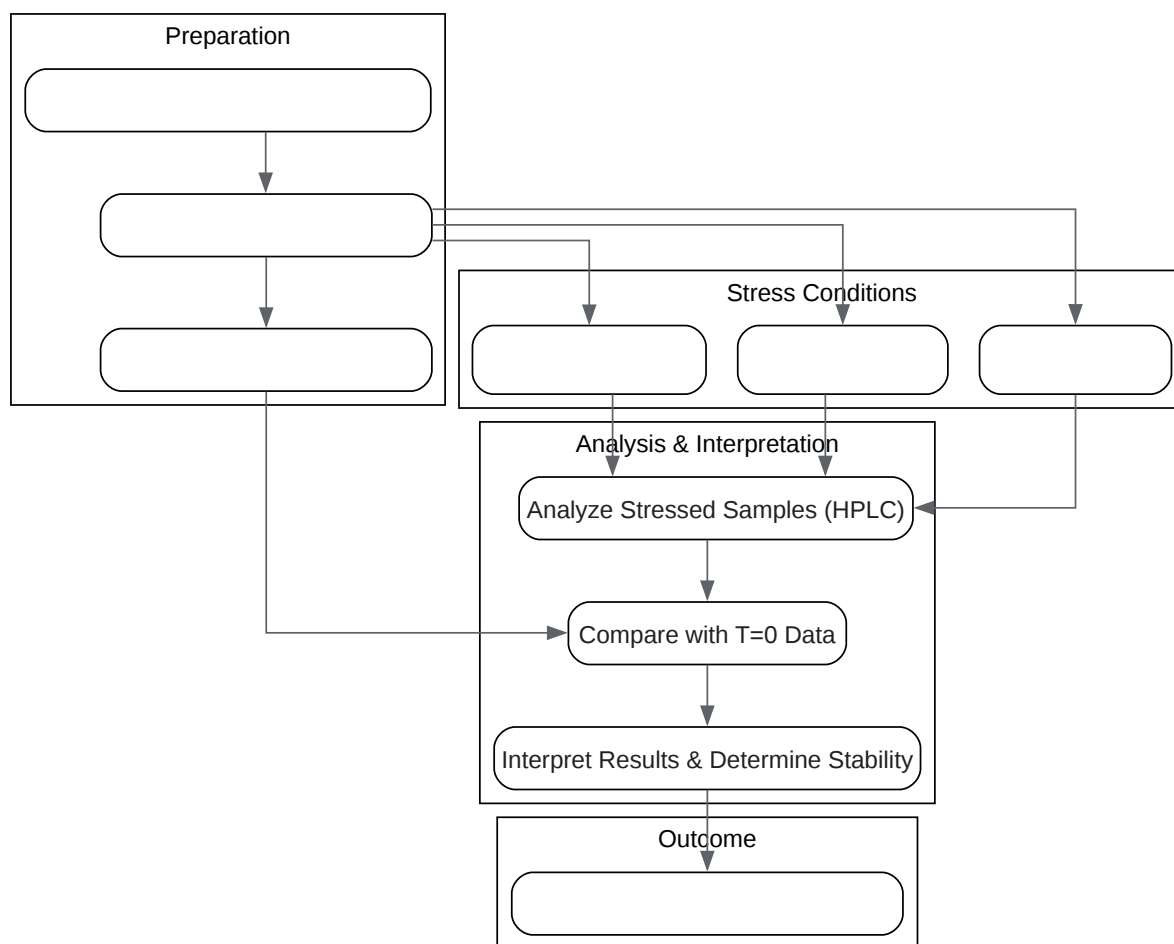 Preparation
Stress Conditions
Analysis & Interpretation
Analyze Stressed Samples (HPLC)
Compare with T=0 Data
Interpret Results & Determine Stability
Outcome